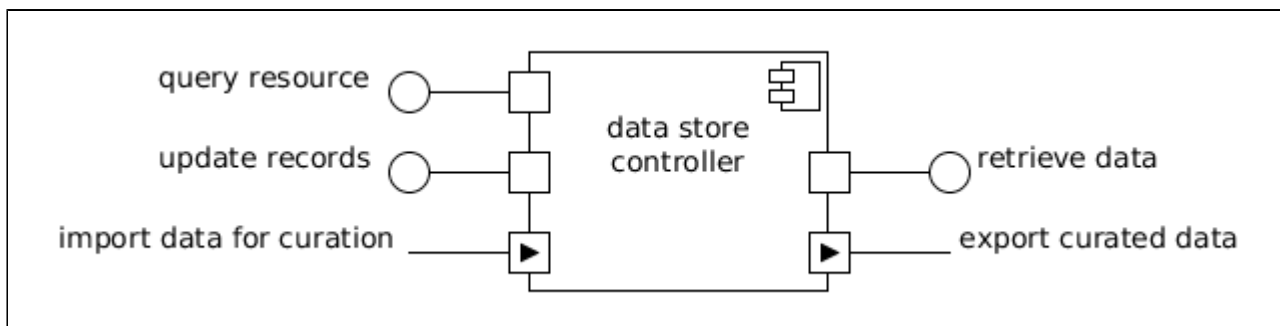 query resource
update records
import data for curation
data store
controller
retrieve data
export curated data